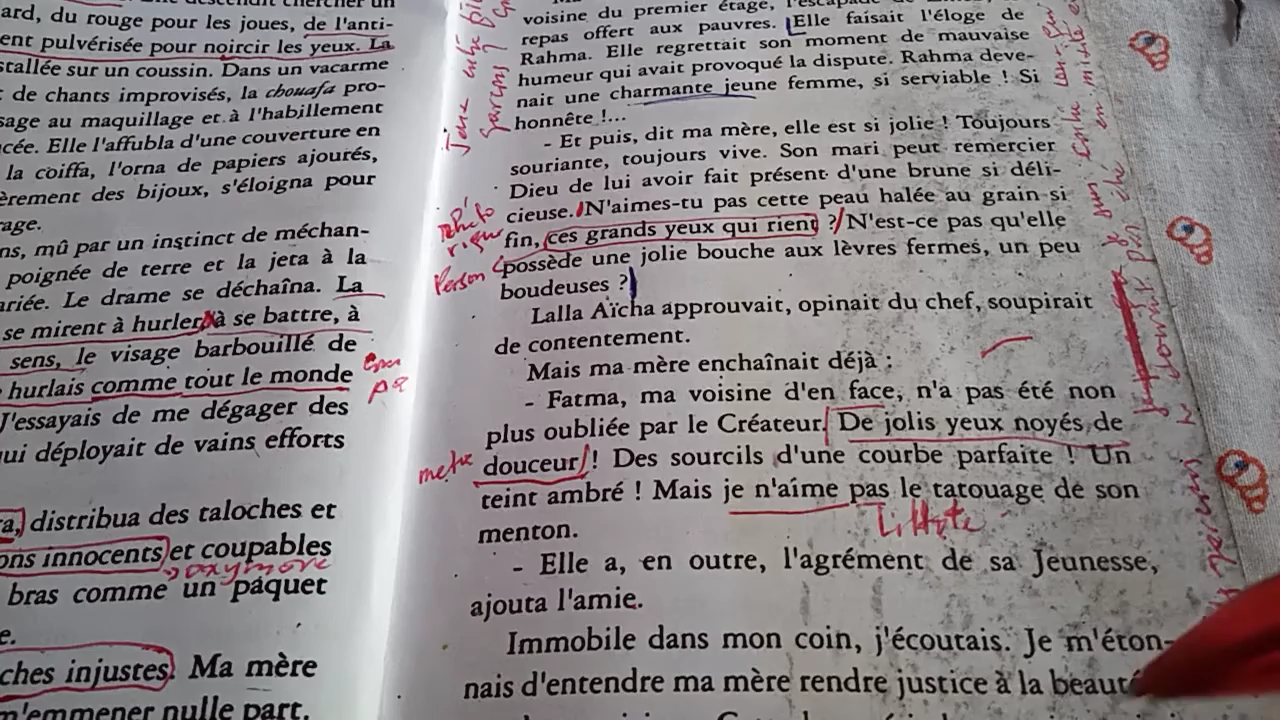 ard, du rouge pour les joues, de l'anti-
ent pulvérisée pour noircir les yeux. La
stallée sur un coussin. Dans un vacarme
de chants improvisés, la chouafa pro-
sage au maquillage et à l'habillement
cée. Elle l'affubla d'une couverture en
la coiffa, l'orna de papiers ajourés,
èrement des bijoux, s'éloigna pour
rage.
ns, mû par un instinct de méchan-
poignée de terre et la jeta à la
ariée. Le drame se déchaîna. La
se mirent à hurler, à se battre, à
sens, le visage barbouillé de
hurlais comme tout le monde
J'essayais de me dégager des
qui déployait de vains efforts
a, distribua des taloches et
ons innocents et coupables
oxymore
bras comme un paquet
e.
ches injustes. Ma mère
m'emmener nulle part.
voisine du premier étage,
repas offert aux pauvres. Elle faisait l'éloge de
Rahma. Elle regrettait son moment de mauvaise
humeur qui avait provoqué la dispute. Rahma deve-
nait une charmante jeune femme, si serviable ! Si
honnête !...
- Et puis, dit ma mère, elle est si jolie ! Toujours
souriante, toujours vive. Son mari peut remercier
Dieu de lui avoir fait présent d'une brune si déli-
cieuse. N'aimes-tu pas cette peau halée au grain si
fin, ces grands yeux qui rient ? N'est-ce pas qu'elle
Person
possède une jolie bouche aux lèvres fermes, un peu
boudeuses ?
Lalla Aïcha approuvait, opinait du chef, soupirait
de contentement.
Mais ma mère enchaînait déjà :
- Fatma, ma voisine d'en face, n'a pas été non
plus oubliée par le Créateur. De jolis yeux noyés de
douceur ! Des sourcils d'une courbe parfaite ! Un
teint ambré ! Mais je n'aime pas le tatouage de son
menton.
- Elle a, en outre, l'agrément de sa Jeunesse,
ajouta l'amie.
Immobile dans mon coin, j'écoutais. Je m'éton-
nais d'entendre ma mère rendre justice à la beauté